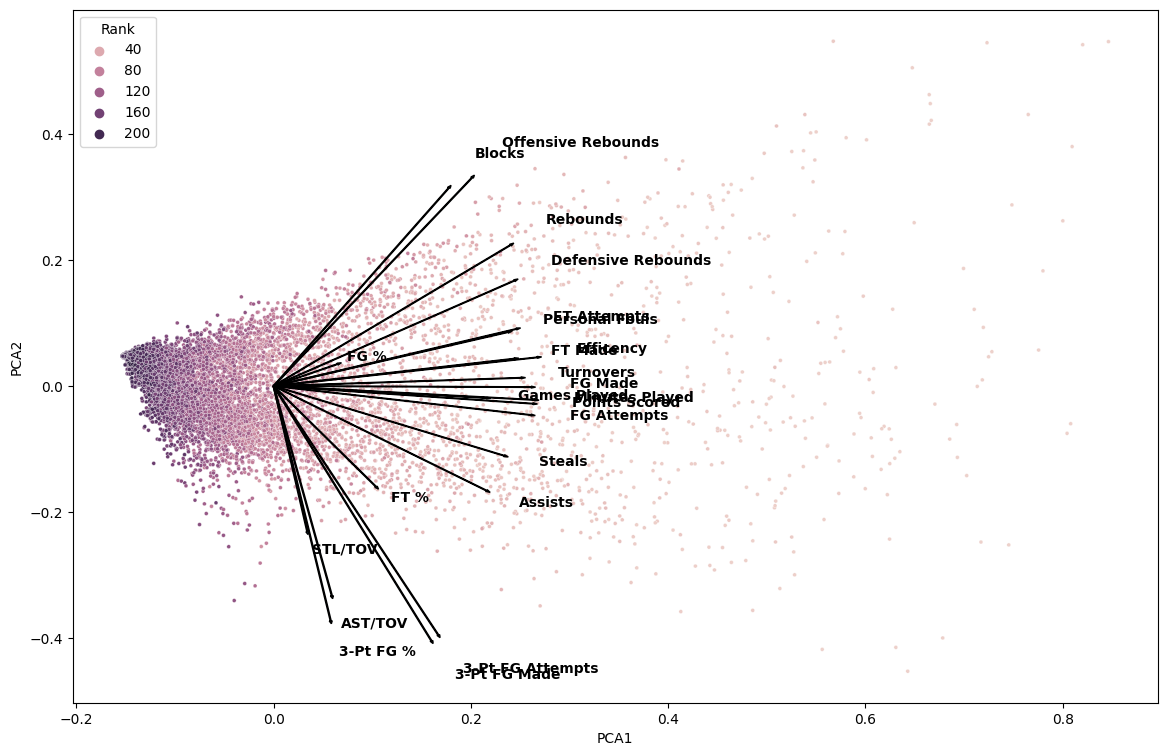 Rank
40
80
120
160
200
Offensive Rebounds
Blocks
Rebounds
Defensive Rebounds
FT Attempts
Personal Fouls
Efficency
FT Made
FG %
Turnovers
FG Made
Games Played
Minutes Played
Points Scored
FG Attempts
Steals
FT %
Assists
STL/TOV
AST/TOV
3-Pt FG %
3-Pt FG Attempts
3-Pt FG Made
PCA2
0.4
0.2
0.0
−0.2
−0.4
−0.2
0.0
0.2
0.4
0.6
0.8
PCA1